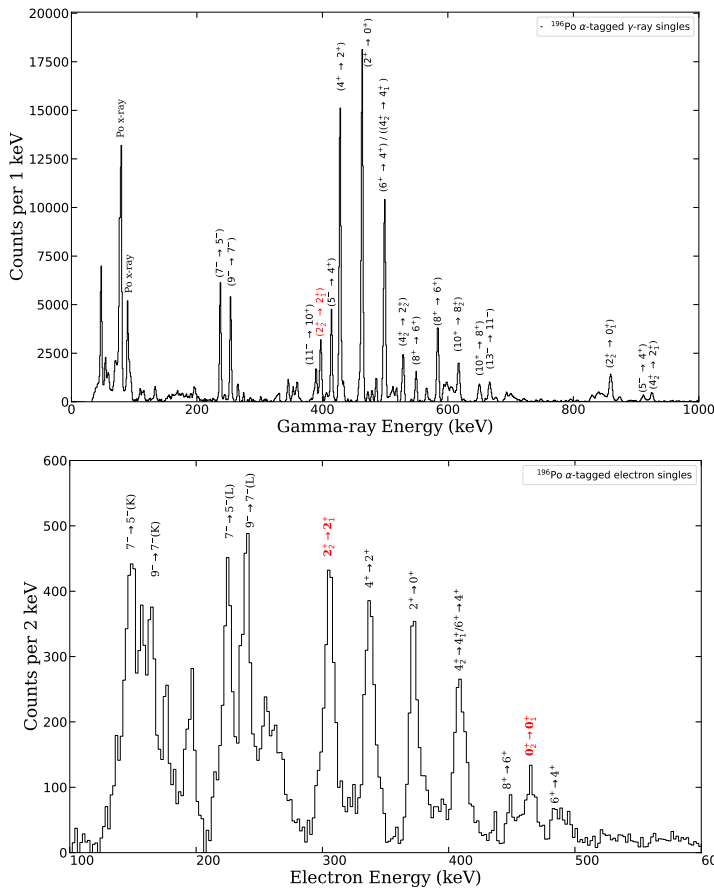 20000
17500
15000
12500
10000
7500
5000
2500
0
Counts per 1 keV
¹⁹⁶Po α-tagged γ-ray singles
Po x-ray
Po x-ray
(7⁻ → 5⁻)
(9⁻ → 7⁻)
(11⁻ → 10⁺)
(2₂⁺ → 2₁⁺)
(5⁻ → 4⁺)
(4⁺ → 2⁺)
(2⁺ → 0⁺)
(6⁺ → 4⁺) / ((4₂⁺ → 4₁⁺)
(4₂⁺ → 2₂⁺)
(8⁺ → 6⁺)
(8⁺ → 6⁺)
(10⁺ → 8₂⁺)
(10⁺ → 8⁺)
(13⁻ → 11⁻)
(2₂⁺ → 0₁⁺)
(5⁻ → 4⁺)
(4₂⁺ → 2₁⁺)
0 200 400 600 800 1000
Gamma-ray Energy (keV)
600
500
400
300
200
100
0
Counts per 2 keV
¹⁹⁶Po α-tagged electron singles
7⁻→5⁻(K)
9⁻→7⁻(K)
7⁻→5⁻(L)
9⁻→7⁻(L)
2₂⁺→2₁⁺
4⁺→2⁺
2⁺→0⁺
4₂⁺→4₁⁺/6⁺→4⁺
8⁺→6⁺
0₂⁺→0₁⁺
6⁺→4⁺
100 200 300 400 500 60
Electron Energy (keV)